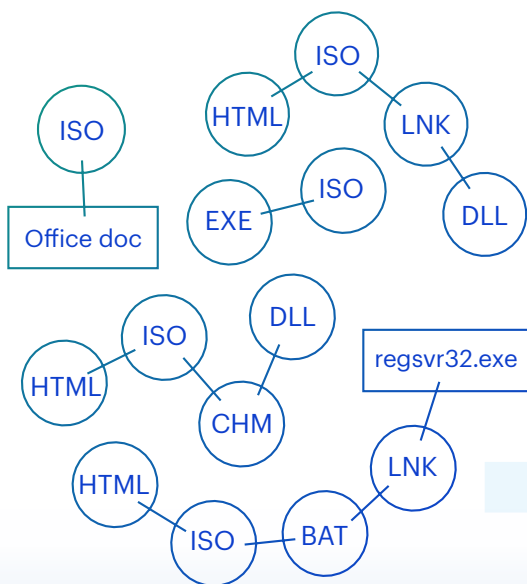 ISO
HTML
LNK
DLL
ISO
Office doc
EXE
ISO
DLL
ISO
HTML
CHM
regsvr32.exe
LNK
HTML
ISO
BAT